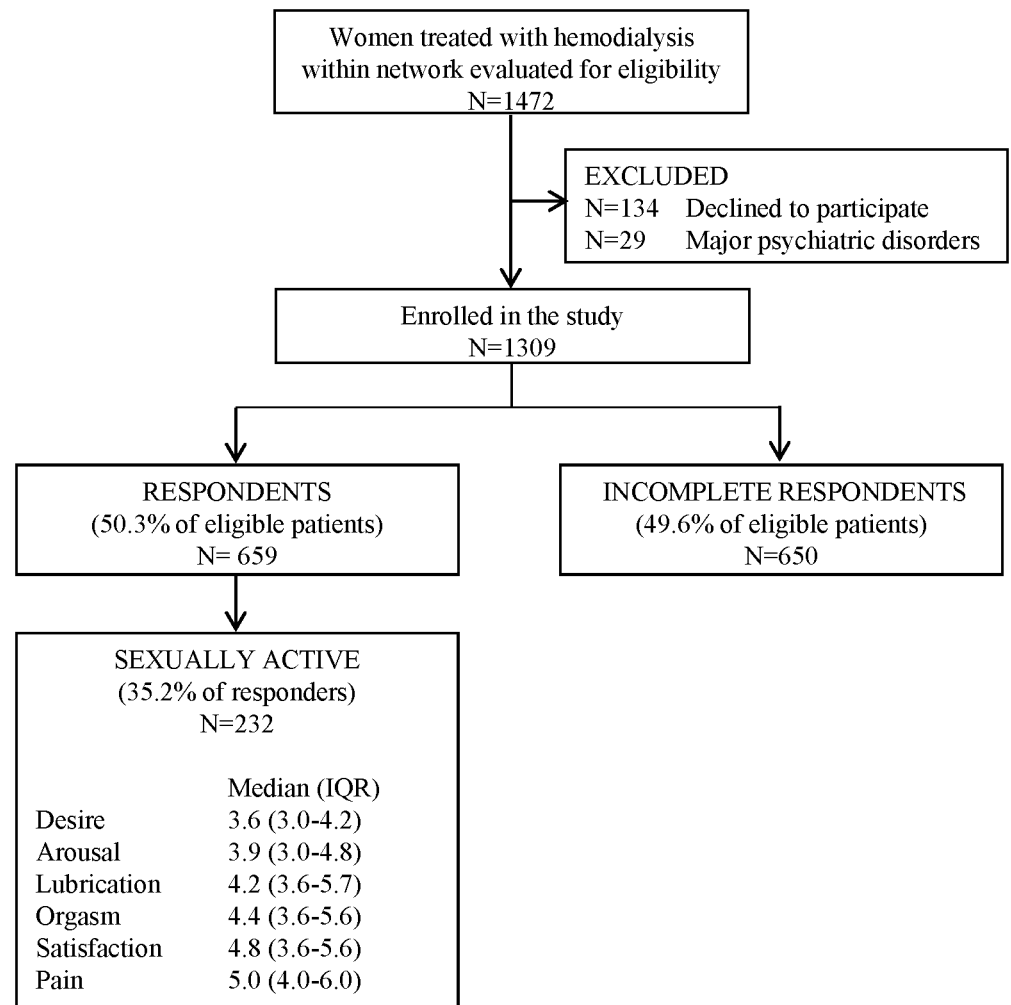 Women treated with hemodialysis
within network evaluated for eligibility
N=1472
EXCLUDED
N=134 Declined to participate
N=29 Major psychiatric disorders
Enrolled in the study
N=1309
RESPONDENTS
(50.3% of eligible patients)
N= 659
INCOMPLETE RESPONDENTS
(49.6% of eligible patients)
N=650
SEXUALLY ACTIVE
(35.2% of responders)
N=232
Median (IQR)
Desire 3.6 (3.0-4.2)
Arousal 3.9 (3.0-4.8)
Lubrication 4.2 (3.6-5.7)
Orgasm 4.4 (3.6-5.6)
Satisfaction 4.8 (3.6-5.6)
Pain 5.0 (4.0-6.0)